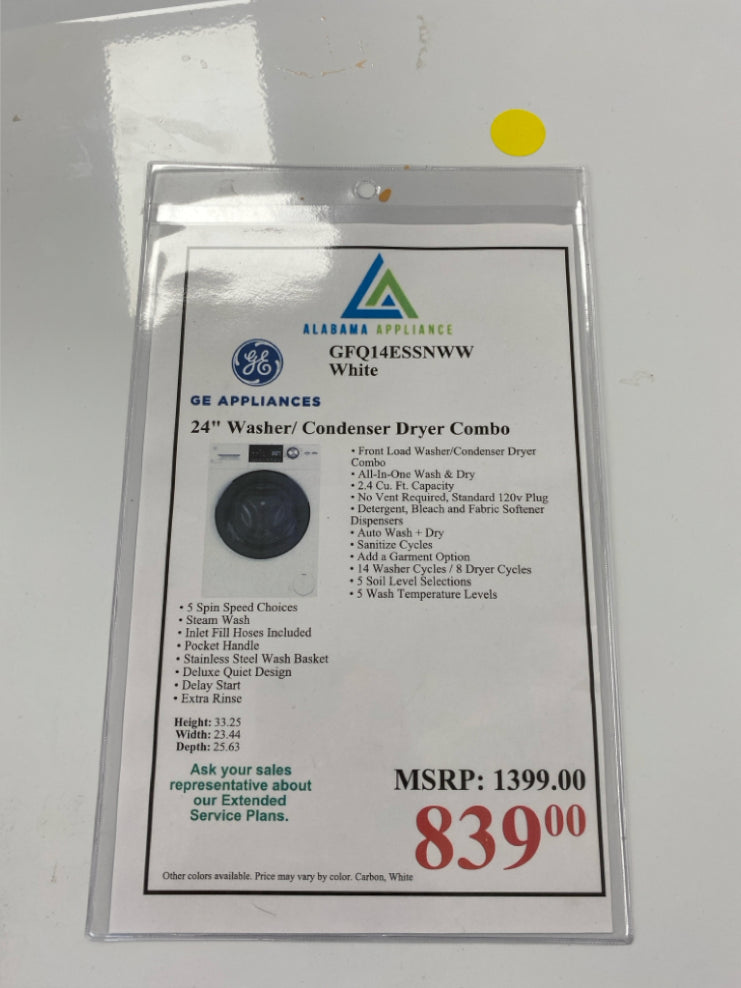 ALABAMA APPLIANCE
GE
GFQ14ESSNWW
White
GE APPLIANCES
24" Washer/ Condenser Dryer Combo
• Front Load Washer/Condenser Dryer
Combo
• All-In-One Wash & Dry
• 2.4 Cu. Ft. Capacity
• No Vent Required, Standard 120v Plug
• Detergent, Bleach and Fabric Softener
Dispensers
• Auto Wash + Dry
• Sanitize Cycles
• Add a Garment Option
• 14 Washer Cycles / 8 Dryer Cycles
• 5 Soil Level Selections
• 5 Wash Temperature Levels
• 5 Spin Speed Choices
• Steam Wash
• Inlet Fill Hoses Included
• Pocket Handle
• Stainless Steel Wash Basket
• Deluxe Quiet Design
• Delay Start
• Extra Rinse
Height: 33.25
Width: 23.44
Depth: 25.63
Ask your sales
representative about
our Extended
Service Plans.
MSRP: 1399.00
83900
Other colors available. Price may vary by color. Carbon, White